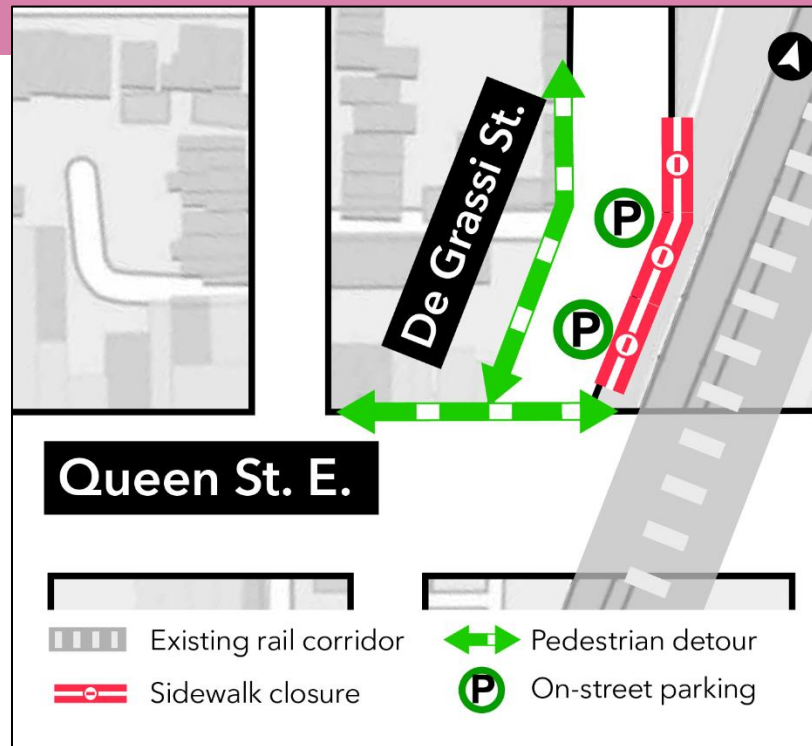 De Grassi St.
P
P
Queen St. E.
Existing rail corridor
Pedestrian detour
Sidewalk closure
P On-street parking